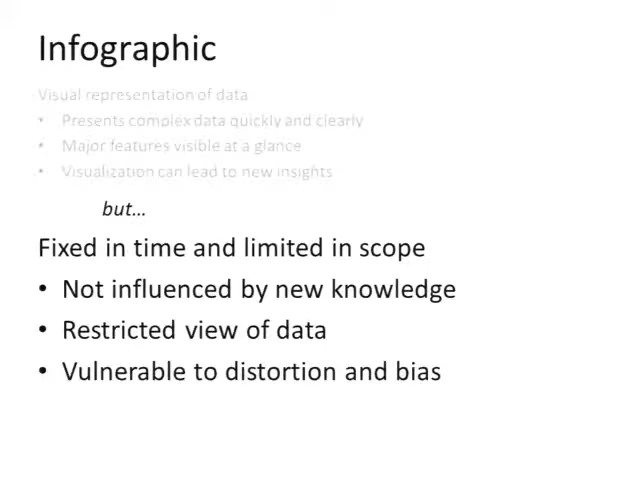 Infographic
Visual representation of data
• Presents complex data quickly and clearly
• Major features visible at a glance
• Visualization can lead to new insights
but...
Fixed in time and limited in scope
• Not influenced by new knowledge
• Restricted view of data
• Vulnerable to distortion and bias